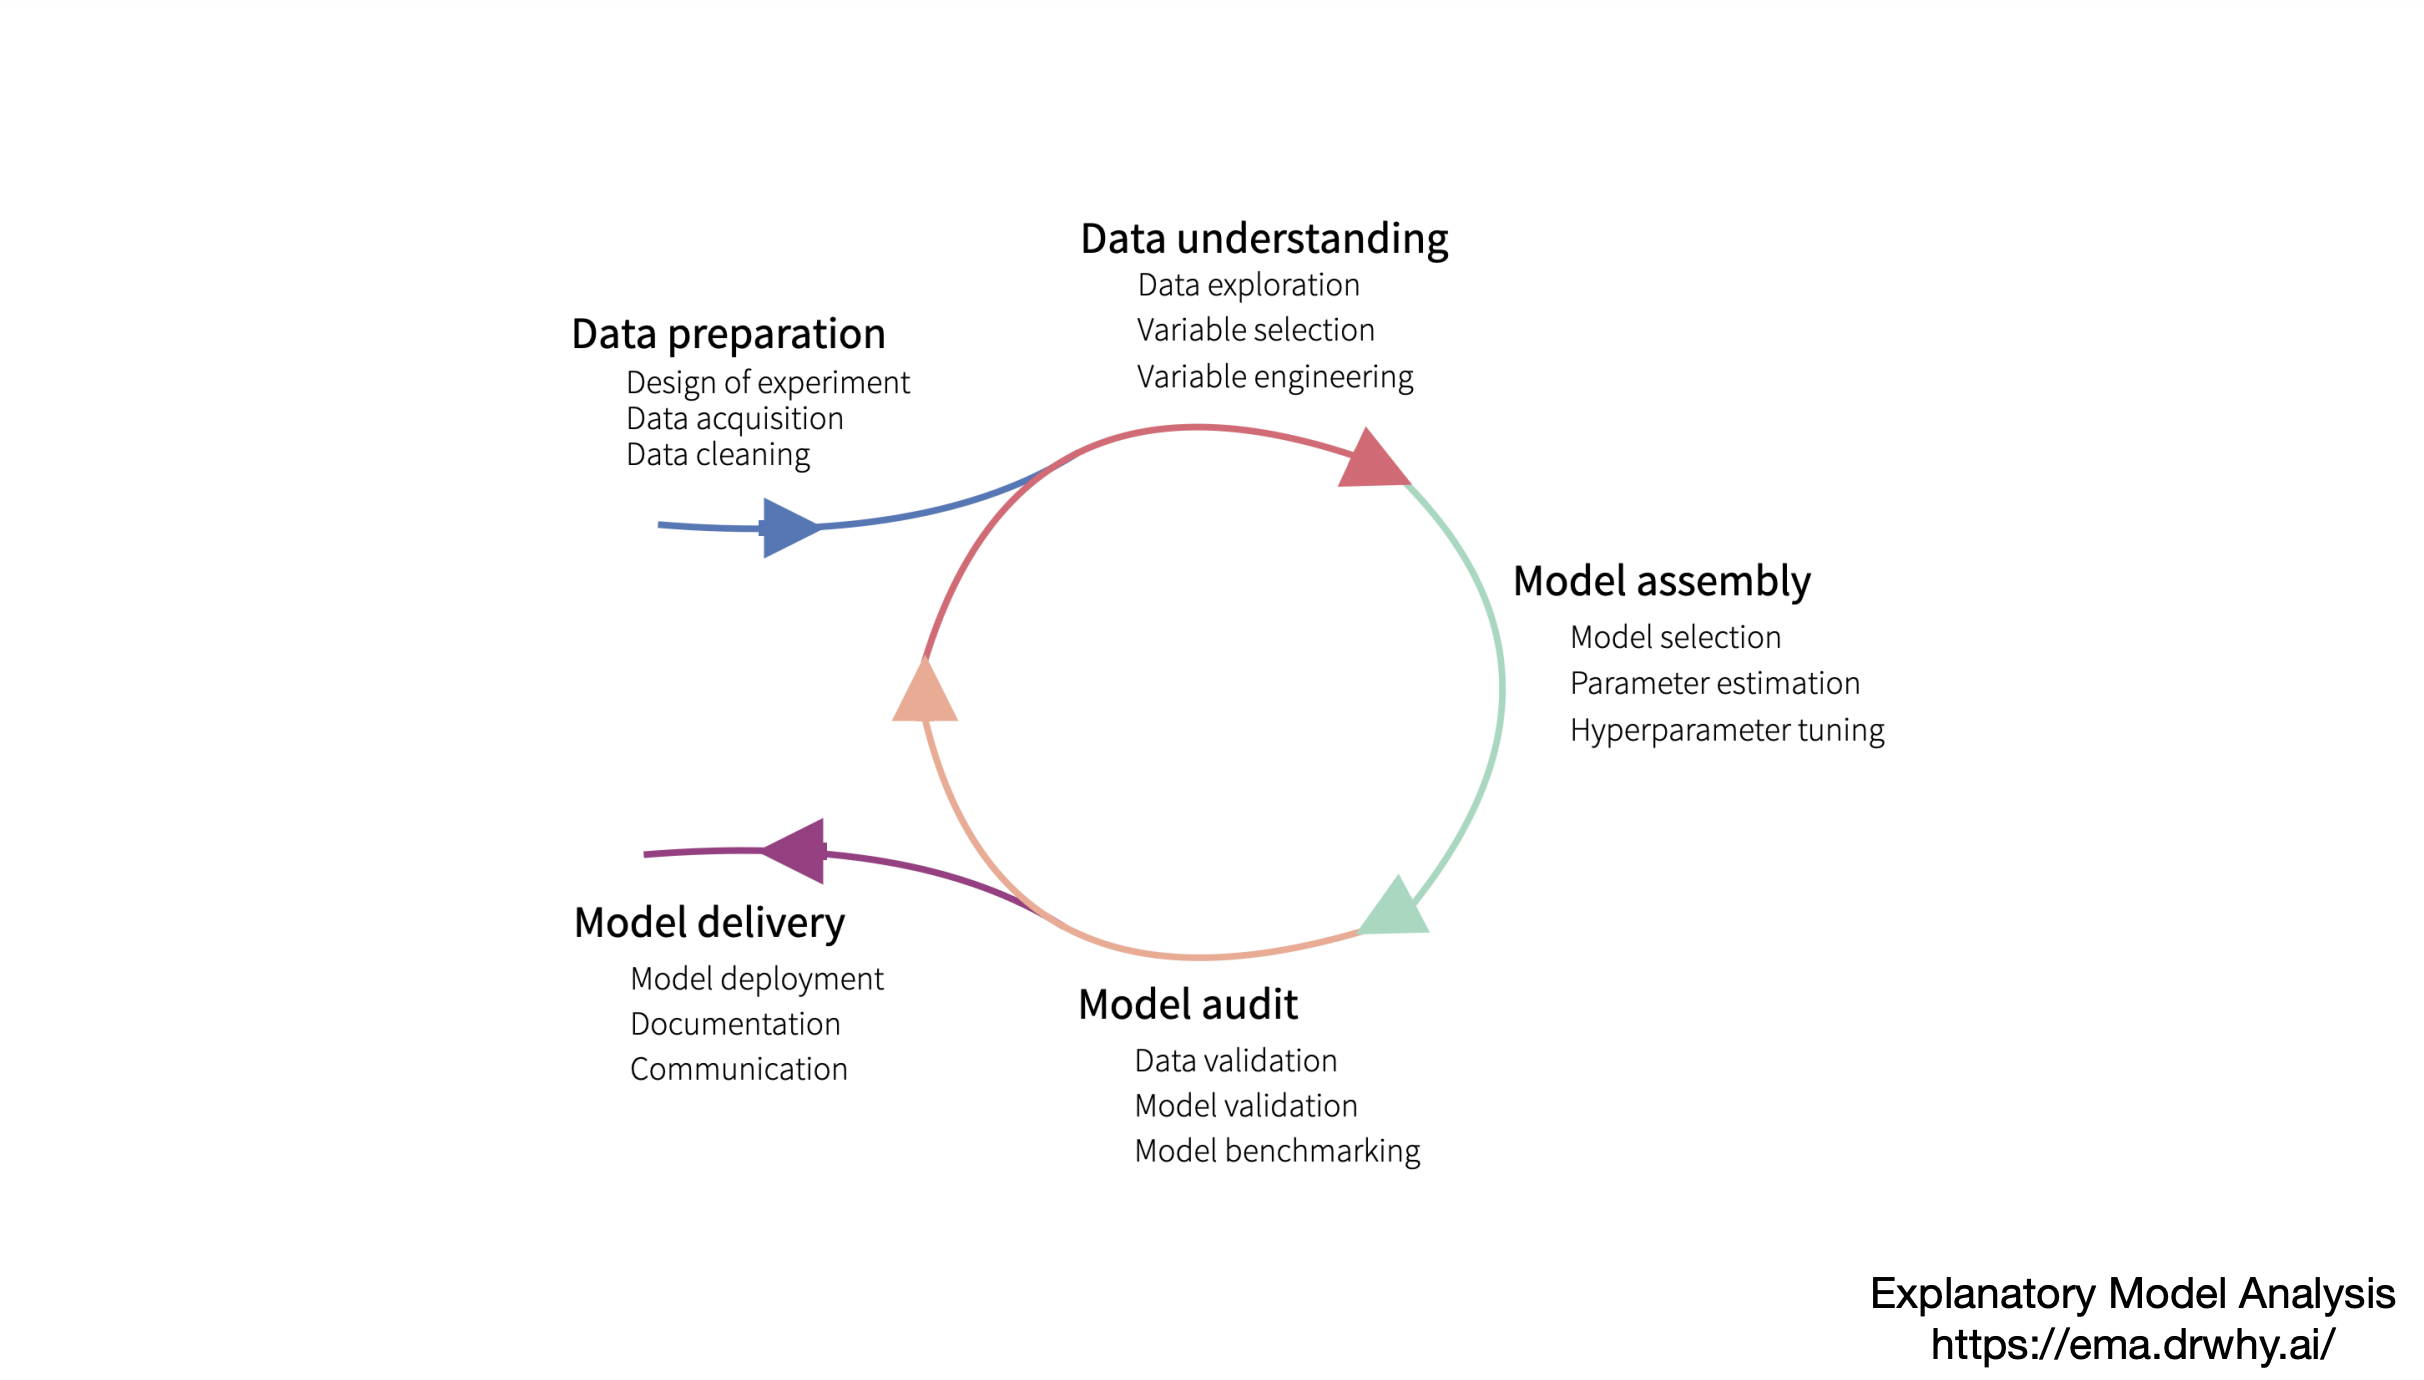 Data preparation
Design of experiment
Data acquisition
Data cleaning
Data understanding
Data exploration
Variable selection
Variable engineering
Model assembly
Model selection
Parameter estimation
Hyperparameter tuning
Model audit
Data validation
Model validation
Model benchmarking
Model delivery
Model deployment
Documentation
Communication
Explanatory Model Analysis
https://ema.drwhy.ai/